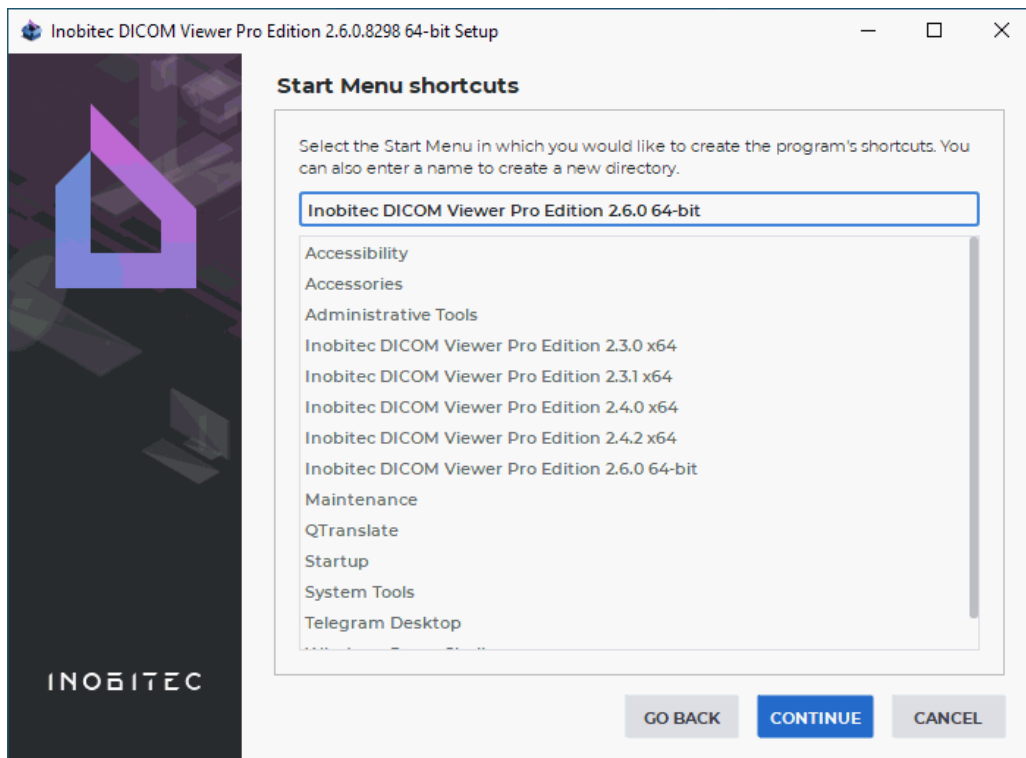 Inobitec DICOM Viewer Pro Edition 2.6.0.8298 64-bit Setup
Start Menu shortcuts
Select the Start Menu in which you would like to create the program's shortcuts. You
can also enter a name to create a new directory.
Inobitec DICOM Viewer Pro Edition 2.6.0 64-bit
Accessibility
Accessories
Administrative Tools
Inobitec DICOM Viewer Pro Edition 2.3.0 x64
Inobitec DICOM Viewer Pro Edition 2.3.1 x64
Inobitec DICOM Viewer Pro Edition 2.4.0 x64
Inobitec DICOM Viewer Pro Edition 2.4.2 x64
Inobitec DICOM Viewer Pro Edition 2.6.0 64-bit
Maintenance
QTranslate
Startup
System Tools
Telegram Desktop
INOBITEC
GO BACK
CONTINUE
CANCEL